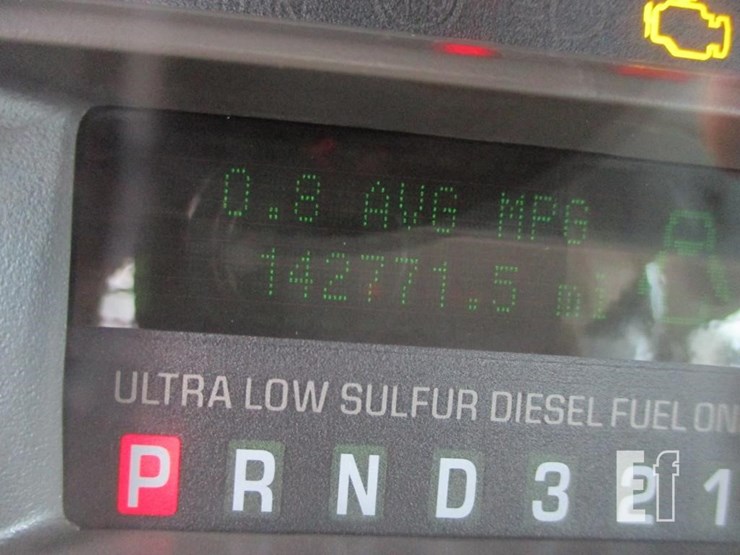 0.8 AVG MPG
142771.5 mi
ULTRA LOW SULFUR DIESEL FUEL ON
P R N D 3 2 1
f